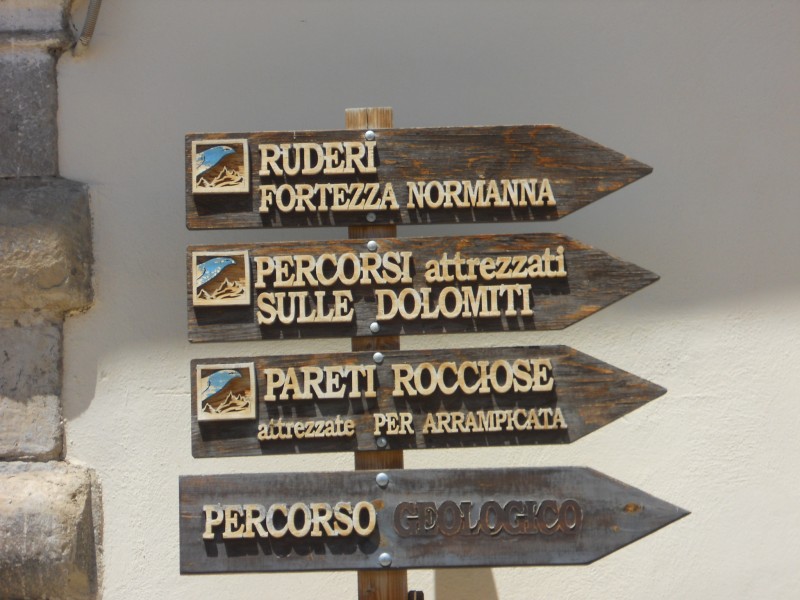 RUDERI
FORTEZZA NORMANNA
PERCORSI attrezzati
SULLE DOLOMITI
PARETI ROCCIOSE
attrezzate PER ARRAMPICATA
PERCORSO GEOLOGICO